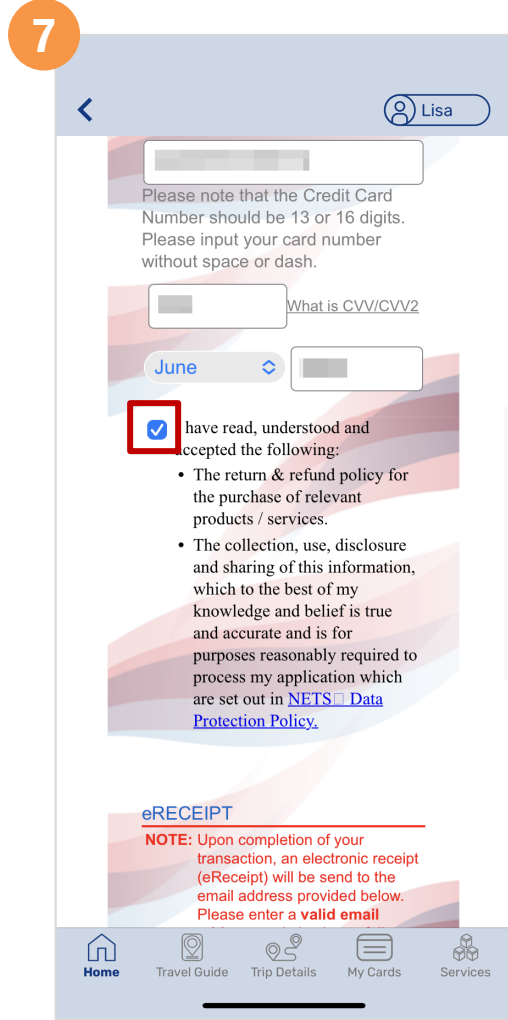 7
Lisa
Please note that the Credit Card
Number should be 13 or 16 digits.
Please input your card number
without space or dash.
What is CVV/CVV2
June
have read, understood and
accepted the following:
• The return & refund policy for
the purchase of relevant
products / services.
• The collection, use, disclosure
and sharing of this information,
which to the best of my
knowledge and belief is true
and accurate and is for
purposes reasonably required to
process my application which
are set out in NETS□ Data
Protection Policy.
eRECEIPT
NOTE: Upon completion of your
transaction, an electronic receipt
(eReceipt) will be send to the
email address provided below.
Please enter a valid email
Home Travel Guide Trip Details My Cards Services